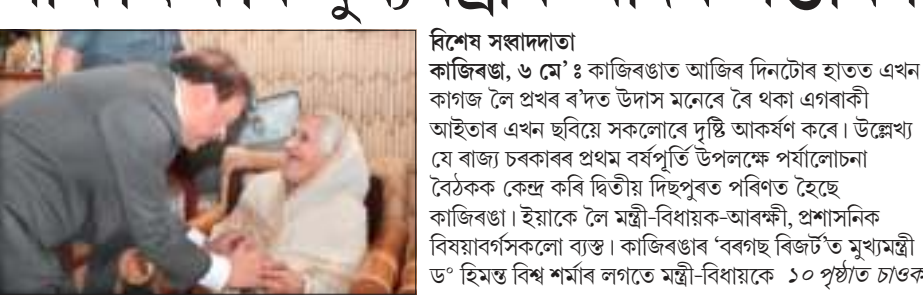 বিশেষ সংবাদদাতা
কাজিৰঙা, ৬ মে’ ঃ কাজিৰঙাত আজিৰ দিনটোৰ হাতত এখন
কাগজ লৈ প্ৰখৰ ৰ’দত উদাস মনেৰে ৰৈ থকা এগৰাকী
আইতাৰ এখন ছবিয়ে সকলোৰে দৃষ্টি আকৰ্ষণ কৰে। উল্লেখ্য
যে ৰাজ্য চৰকাৰৰ প্ৰথম বৰ্ষপূৰ্তি উপলক্ষে পৰ্যালোচনা
বৈঠকক কেন্দ্ৰ কৰি দ্বিতীয় দিছপুৰত পৰিণত হৈছে
কাজিৰঙা। ইয়াকে লৈ মন্ত্ৰী-বিধায়ক-আৰক্ষী, প্ৰশাসনিক
বিষয়াবৰ্গসকলো ব্যস্ত। কাজিৰঙাৰ ‘বৰগছ ৰিজৰ্ট’ত মুখ্যমন্ত্ৰী
ড° হিমন্ত বিশ্ব শৰ্মাৰ লগতে মন্ত্ৰী-বিধায়কে ১০ পৃষ্ঠাত চাওক